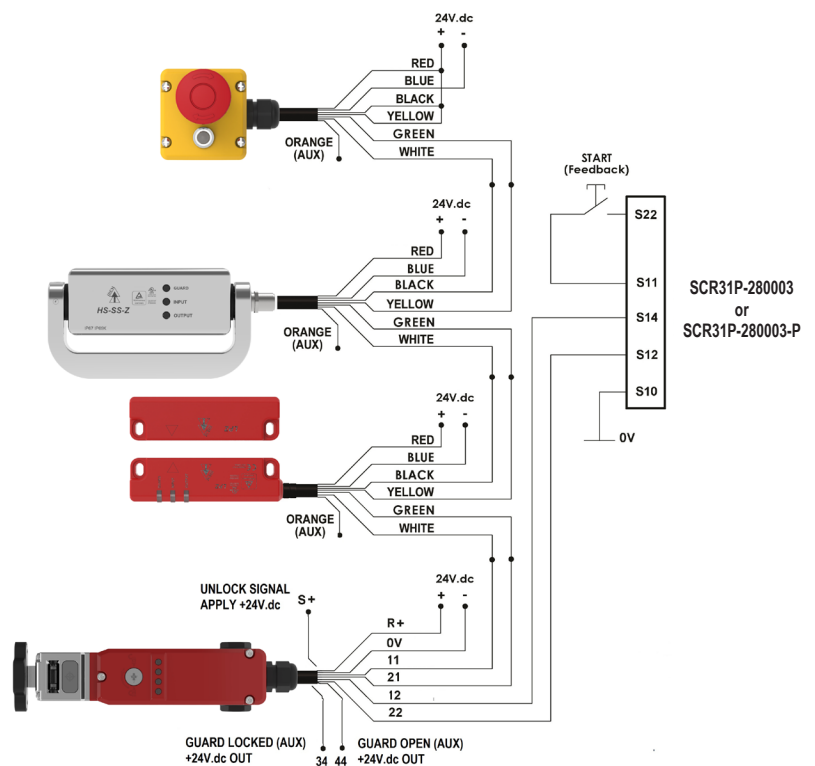 24V.dc
+ -
RED
BLUE
BLACK
YELLOW
GREEN
WHITE
ORANGE
(AUX)
START
(Feedback)
S22
S11
S14
S12
S10
0V
SCR31P-280003
or
SCR31P-280003-P
24V.dc
+ -
RED
BLUE
BLACK
YELLOW
GREEN
WHITE
ORANGE
(AUX)
GUARD
INPUT
OUTPUT
HS-SS-Z
24V.dc
+ -
RED
BLUE
BLACK
YELLOW
GREEN
WHITE
ORANGE
(AUX)
UNLOCK SIGNAL
APPLY +24V.dc
S+
24V.dc
+ -
R+
0V
11
21
12
22
GUARD LOCKED (AUX)
+24V.dc OUT
34 44
GUARD OPEN (AUX)
+24V.dc OUT